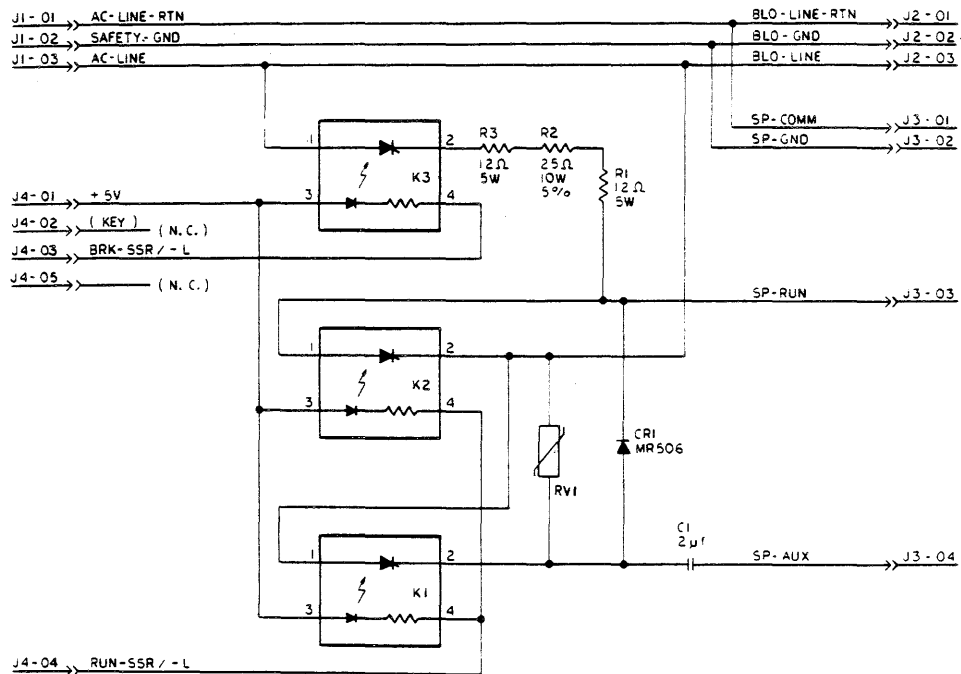 J1-01 AC-LINE-RTN BLO-LINE-RTN J2-01
J1-02 SAFETY-GND BLO-GND J2-02
J1-03 AC-LINE BLO-LINE J2-03
SP-COMM J3-01
SP-GND J3-02
1 2 R3 R2
12Ω 25Ω
5W 10W
5%
K3
R1
12Ω
5W
J4-01 +5V 3 4
J4-02 (KEY) (N.C.)
J4-03 BRK-SSR/-L
J4-05 (N.C.)
SP-RUN J3-03
1 2
K2
3 4
CR1
MR506
RV1
C1
2μf
1 2 SP-AUX J3-04
K1
3 4
J4-04 RUN-SSR/-L